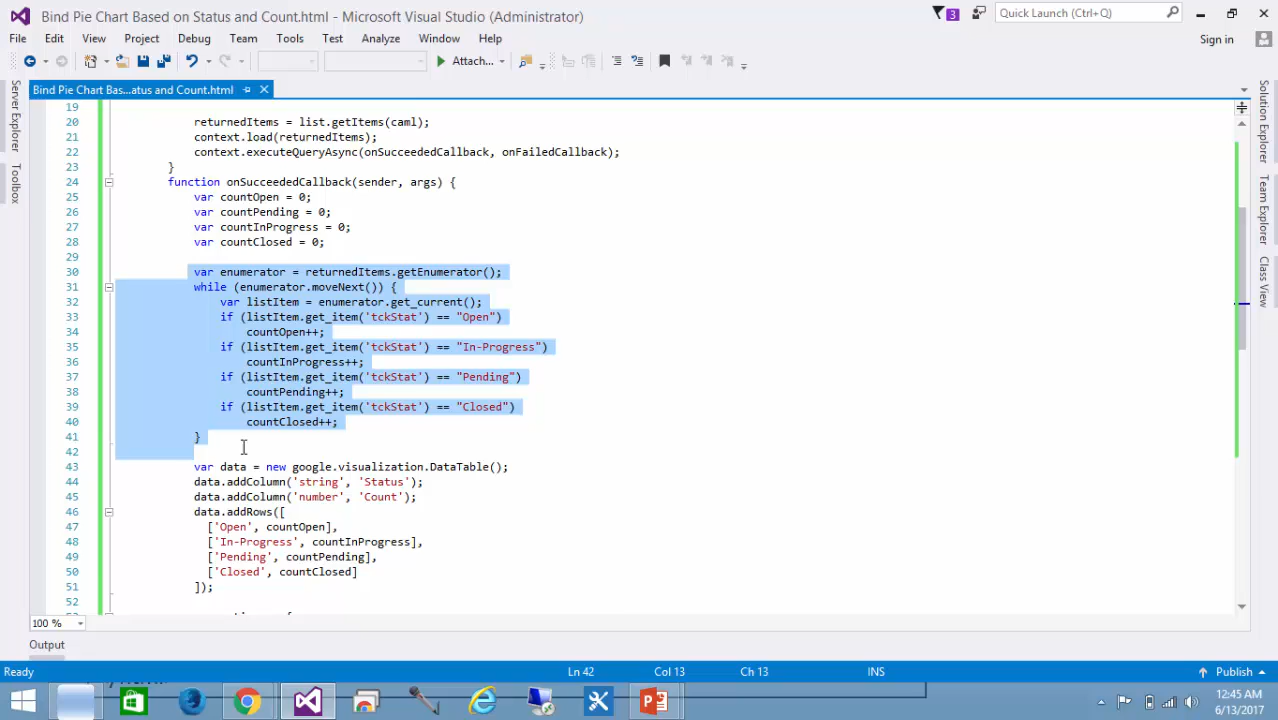 Bind Pie Chart Based on Status and Count.html - Microsoft Visual Studio (Administrator)
3
Quick Launch (Ctrl+Q)
File Edit View Project Debug Team Tools Test Analyze Window Help
Sign in
Attach...
Bind Pie Chart Bas...atus and Count.html
Server Explorer
Toolbox
Solution Explorer
Team Explorer
Class View
19
20 returnedItems = list.getItems(caml);
21 context.load(returnedItems);
22 context.executeQueryAsync(onSucceededCallback, onFailedCallback);
23 }
24 function onSucceededCallback(sender, args) {
25 var countOpen = 0;
26 var countPending = 0;
27 var countInProgress = 0;
28 var countClosed = 0;
29
30 var enumerator = returnedItems.getEnumerator();
31 while (enumerator.moveNext()) {
32 var listItem = enumerator.get_current();
33 if (listItem.get_item('tckStat') == "Open")
34 countOpen++;
35 if (listItem.get_item('tckStat') == "In-Progress")
36 countInProgress++;
37 if (listItem.get_item('tckStat') == "Pending")
38 countPending++;
39 if (listItem.get_item('tckStat') == "Closed")
40 countClosed++;
41 }
42
43 var data = new google.visualization.DataTable();
44 data.addColumn('string', 'Status');
45 data.addColumn('number', 'Count');
46 data.addRows([
47 ['Open', countOpen],
48 ['In-Progress', countInProgress],
49 ['Pending', countPending],
50 ['Closed', countClosed]
51 ]);
52
100 %
Output
Ready Ln 42 Col 13 Ch 13 INS Publish
12:45 AM
6/13/2017